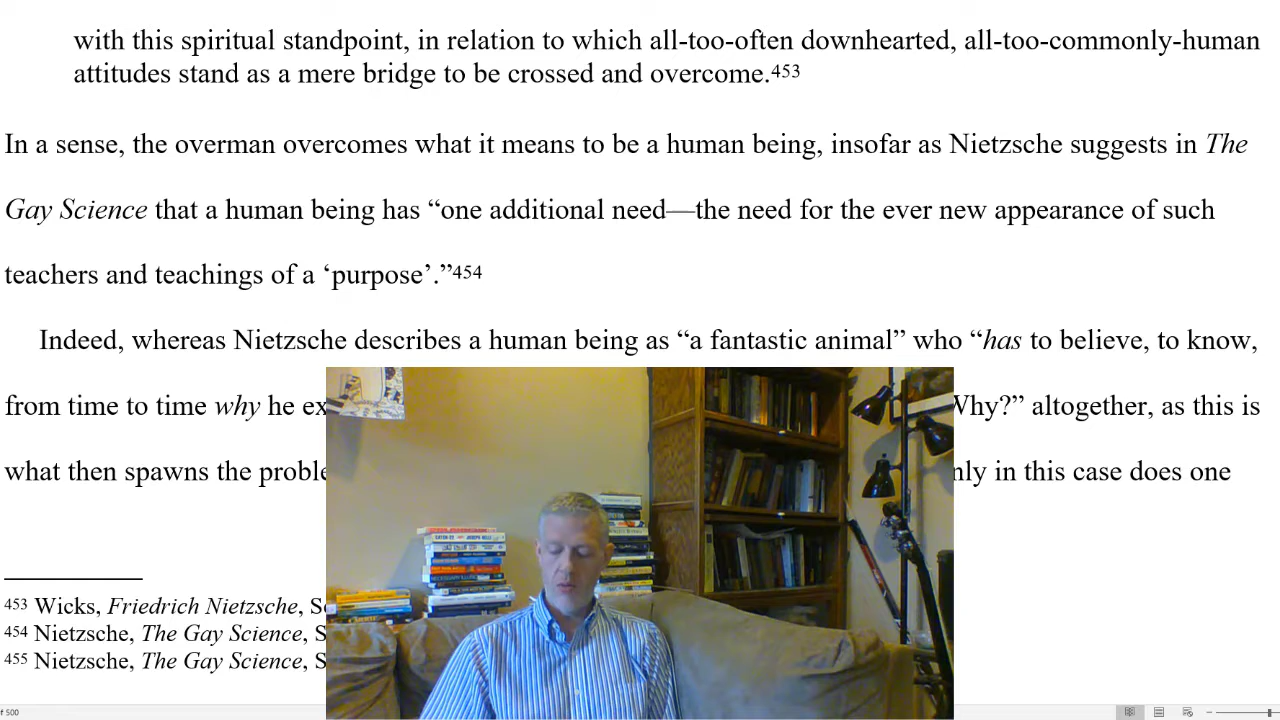 with this spiritual standpoint, in relation to which all-too-often downhearted, all-too-commonly-human
attitudes stand as a mere bridge to be crossed and overcome.453
In a sense, the overman overcomes what it means to be a human being, insofar as Nietzsche suggests in The
Gay Science that a human being has “one additional need—the need for the ever new appearance of such
teachers and teachings of a ‘purpose’.”454
Indeed, whereas Nietzsche describes a human being as “a fantastic animal” who “has to believe, to know,
from time to time why he Why?” altogether, as this is
what then spawns the in this case does one
453 Wicks, Friedrich Nietzsche,
454 Nietzsche, The Gay Science,
455 Nietzsche, The Gay Science,
500